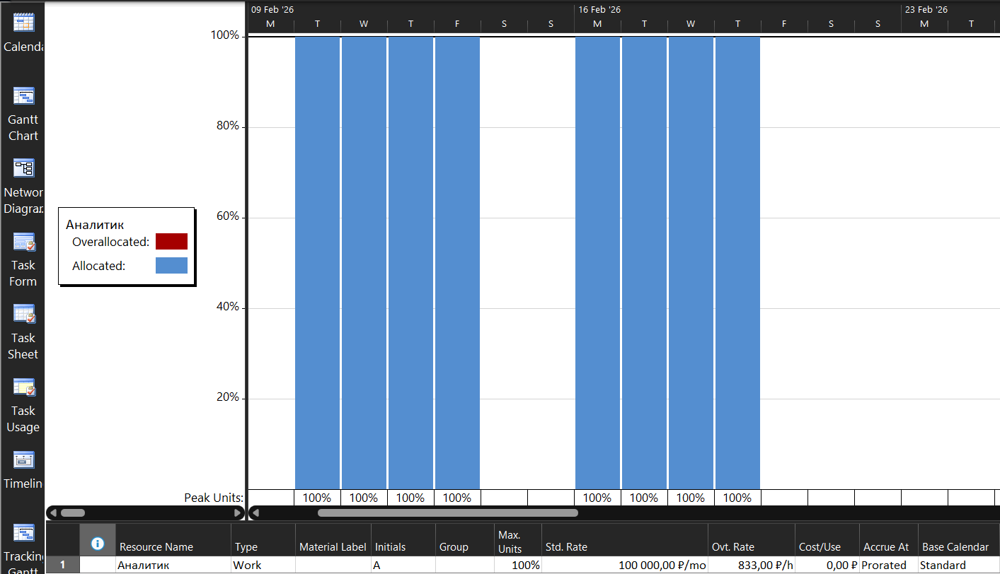 Calenda
Gantt
Chart
Networ
Diagra
Task
Form
Task
Sheet
Task
Usage
Timelin
Tracking
Gantt
Аналитик
Overallocated:
Allocated:
09 Feb '26 16 Feb '26 23 Feb '26
M T W T F S S M T W T F S S M T
100%
80%
60%
40%
20%
Peak Units: 100% 100% 100% 100% 100% 100% 100% 100%
Resource Name Type Material Label Initials Group Max. Units Std. Rate Ovt. Rate Cost/Use Accrue At Base Calendar
1 Аналитик Work А 100% 100 000,00 ₽/mo 833,00 ₽/h 0,00 ₽ Prorated Standard